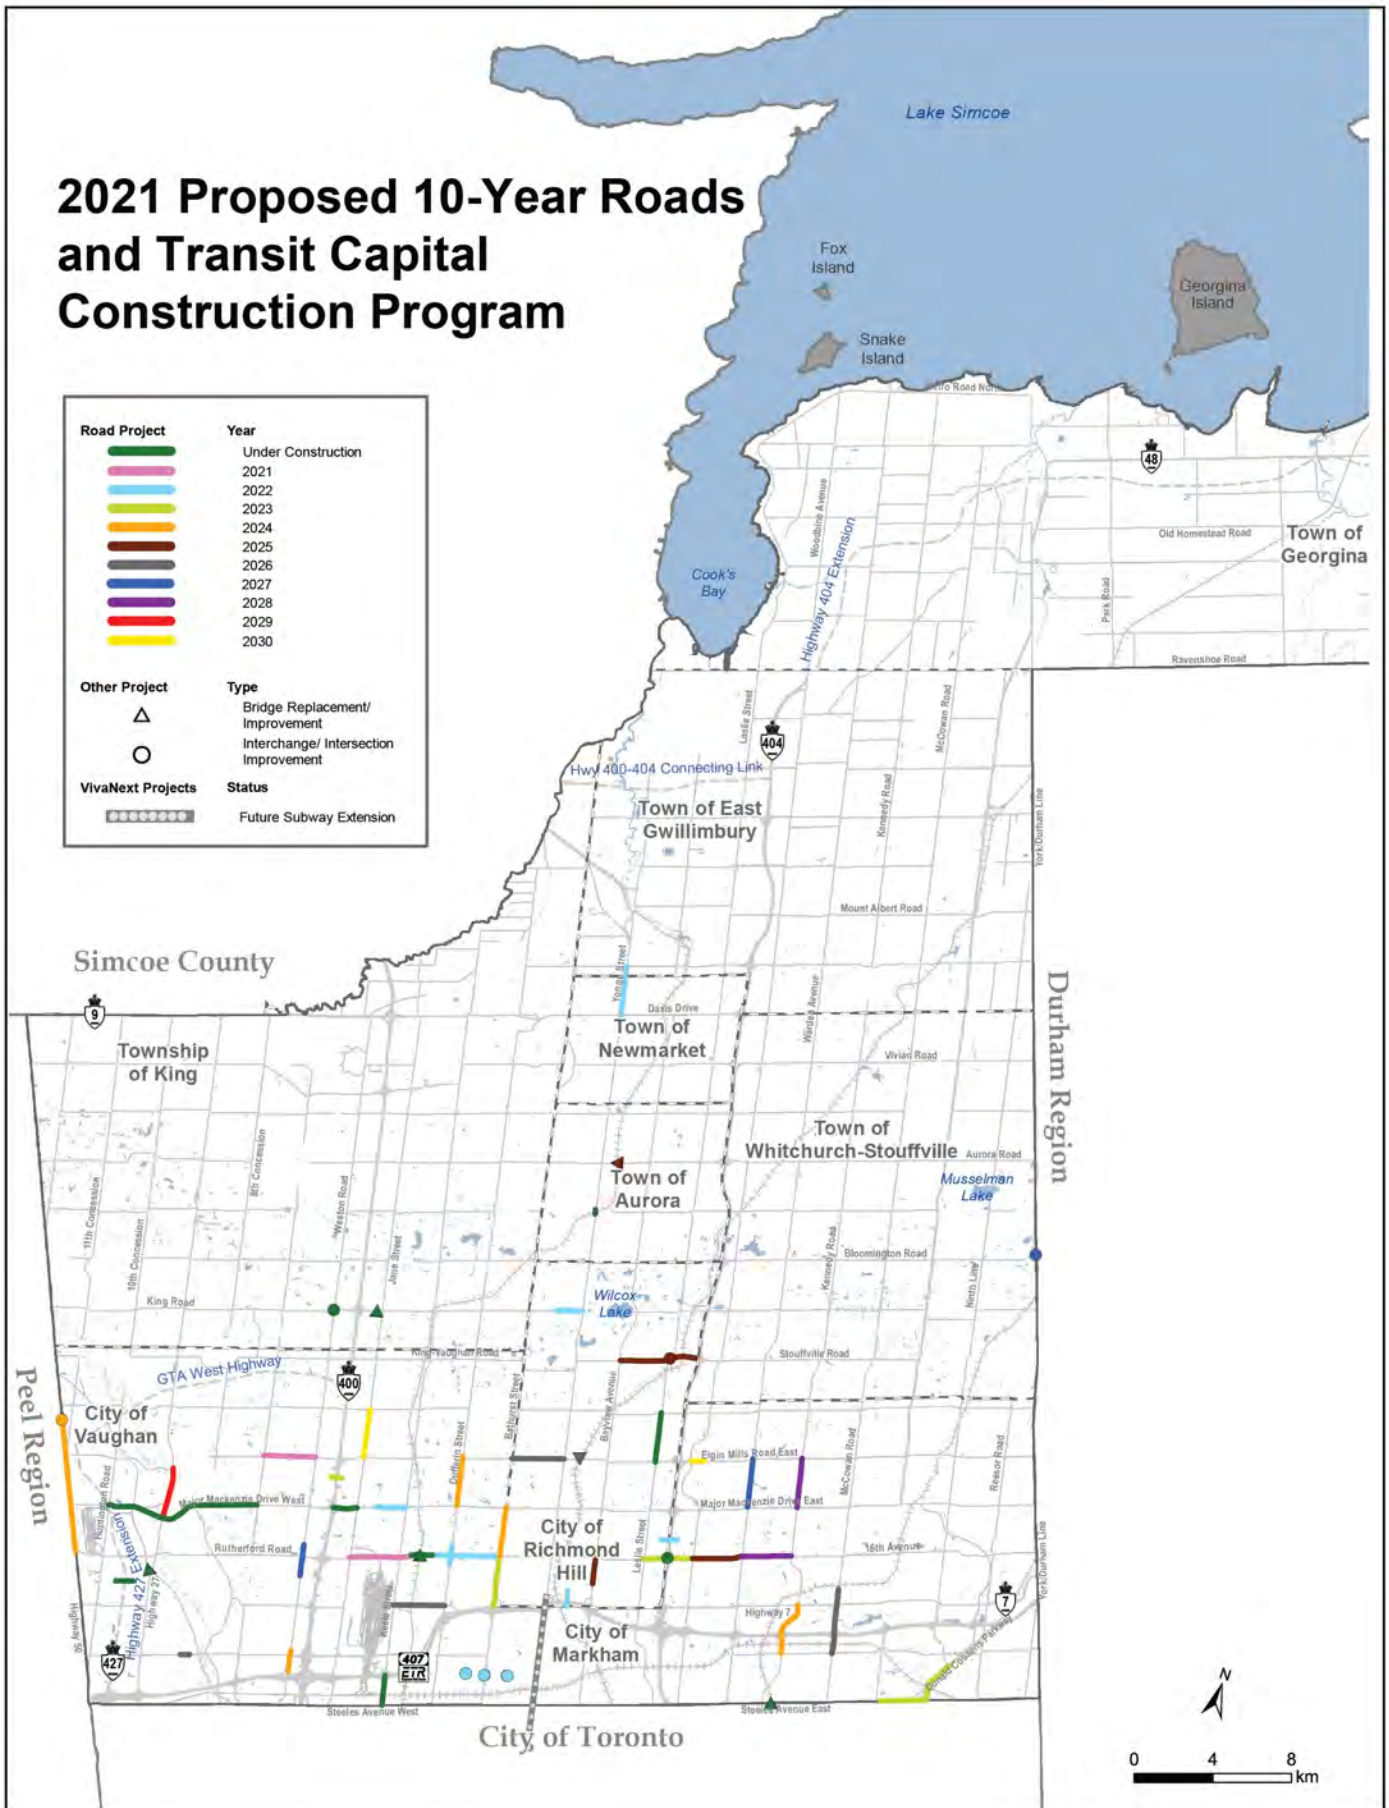 2021 Proposed 10-Year Roads
and Transit Capital
Construction Program
Road Project Year
Under Construction
2021
2022
2023
2024
2025
2026
2027
2028
2029
2030
Other Project Type
Bridge Replacement/
Improvement
Interchange/ Intersection
Improvement
VivaNext Projects Status
Future Subway Extension
Lake Simcoe
Fox
Island
Snake
Island
Georgina
Island
48
Woodbine Avenue
Old Homestead Road
Town of
Georgina
Cook's
Bay
Highway 404 Extension
Park Road
Ravenshoe Road
Leslie Street
McCowan Road
404
Hwy 400-404 Connecting Link
Town of East
Gwillimbury
Kennedy Road
York/Durham Line
Mount Albert Road
Simcoe County
Yonge Street
9
Davis Drive
Warden Avenue
Durham Region
Township
of King
Town of
Newmarket
Vivian Road
8th Concession
Town of
Whitchurch-Stouffville
Aurora Road
11th Concession
Weston Road
Town of
Aurora
Musselman
Lake
10th Concession
Jane Street
Kennedy Road
Bloomington Road
Ninth Line
King Road
Wilcox
Lake
King-Vaughan Road
Stouffville Road
GTA West Highway
400
Peel Region
City of
Vaughan
Bathurst Street
Bayview Avenue
Dufferin Street
Elgin Mills Road East
McCowan Road
Reesor Road
Huntington Road
Major Mackenzie Drive West
Major Mackenzie Drive East
Highway 427 Extension
Rutherford Road
City of
Richmond
Hill
Leslie Street
16th Avenue
York/Durham Line
Highway 27
Highway 50
Keele Street
Highway 7
7
City of
Markham
427
407
ETR
Donald Cousens Parkway
Steeles Avenue West
Steeles Avenue East
City of Toronto
N
0 4 8
km